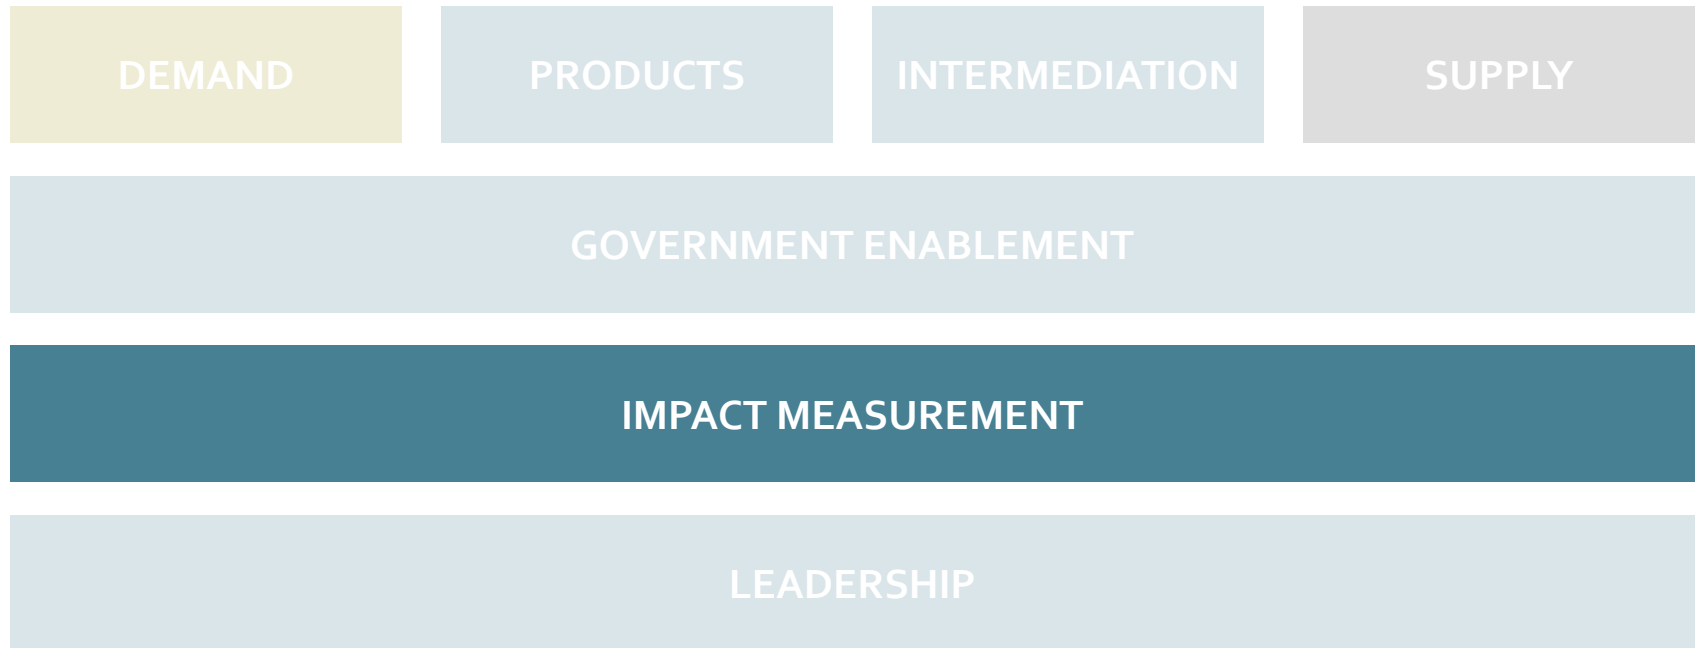 DEMAND
PRODUCTS
INTERMEDIATION
SUPPLY
GOVERNMENT ENABLEMENT
IMPACT MEASUREMENT
LEADERSHIP